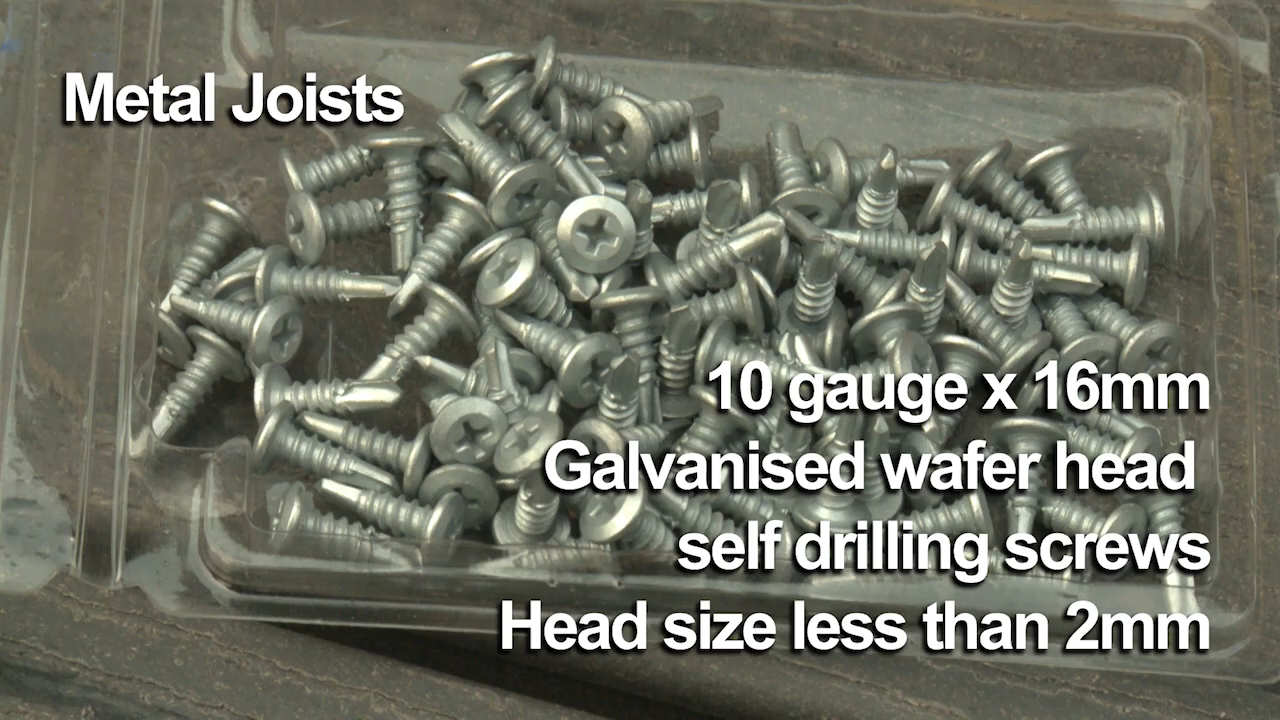 Metal Joists
10 gauge x 16mm
Galvanised wafer head
self drilling screws
Head size less than 2mm